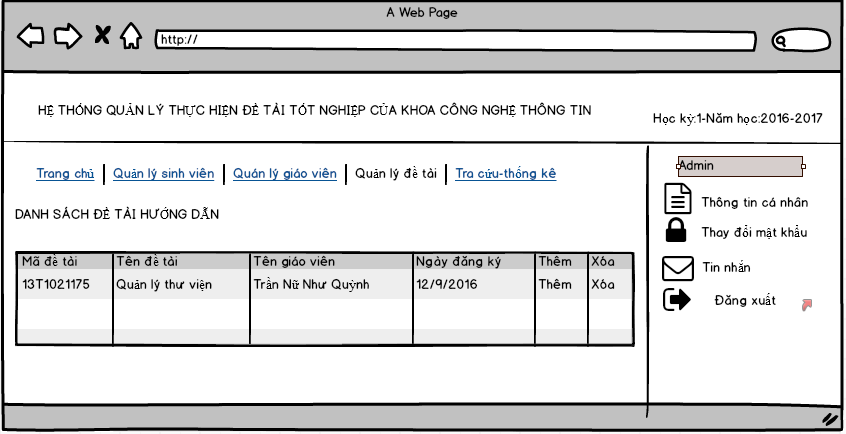 A Web Page
http://
HỆ THỐNG QUẢN LÝ THỰC HIỆN ĐỀ TÀI TỐT NGHIỆP CỦA KHOA CÔNG NGHỆ THÔNG TIN
Học kỳ:1-Năm học:2016-2017
Trang chủ Quản lý sinh viên Quản lý giáo viên Quản lý đề tài Tra cứu-thống kê
Admin
Thông tin cá nhân
Thay đổi mật khẩu
Tin nhắn
Đăng xuất
DANH SÁCH ĐỀ TÀI HƯỚNG DẪN
Mã đề tài Tên đề tài Tên giáo viên Ngày đăng ký Thêm Xóa
13T1021175 Quản lý thư viện Trần Nữ Như Quỳnh 12/9/2016 Thêm Xóa